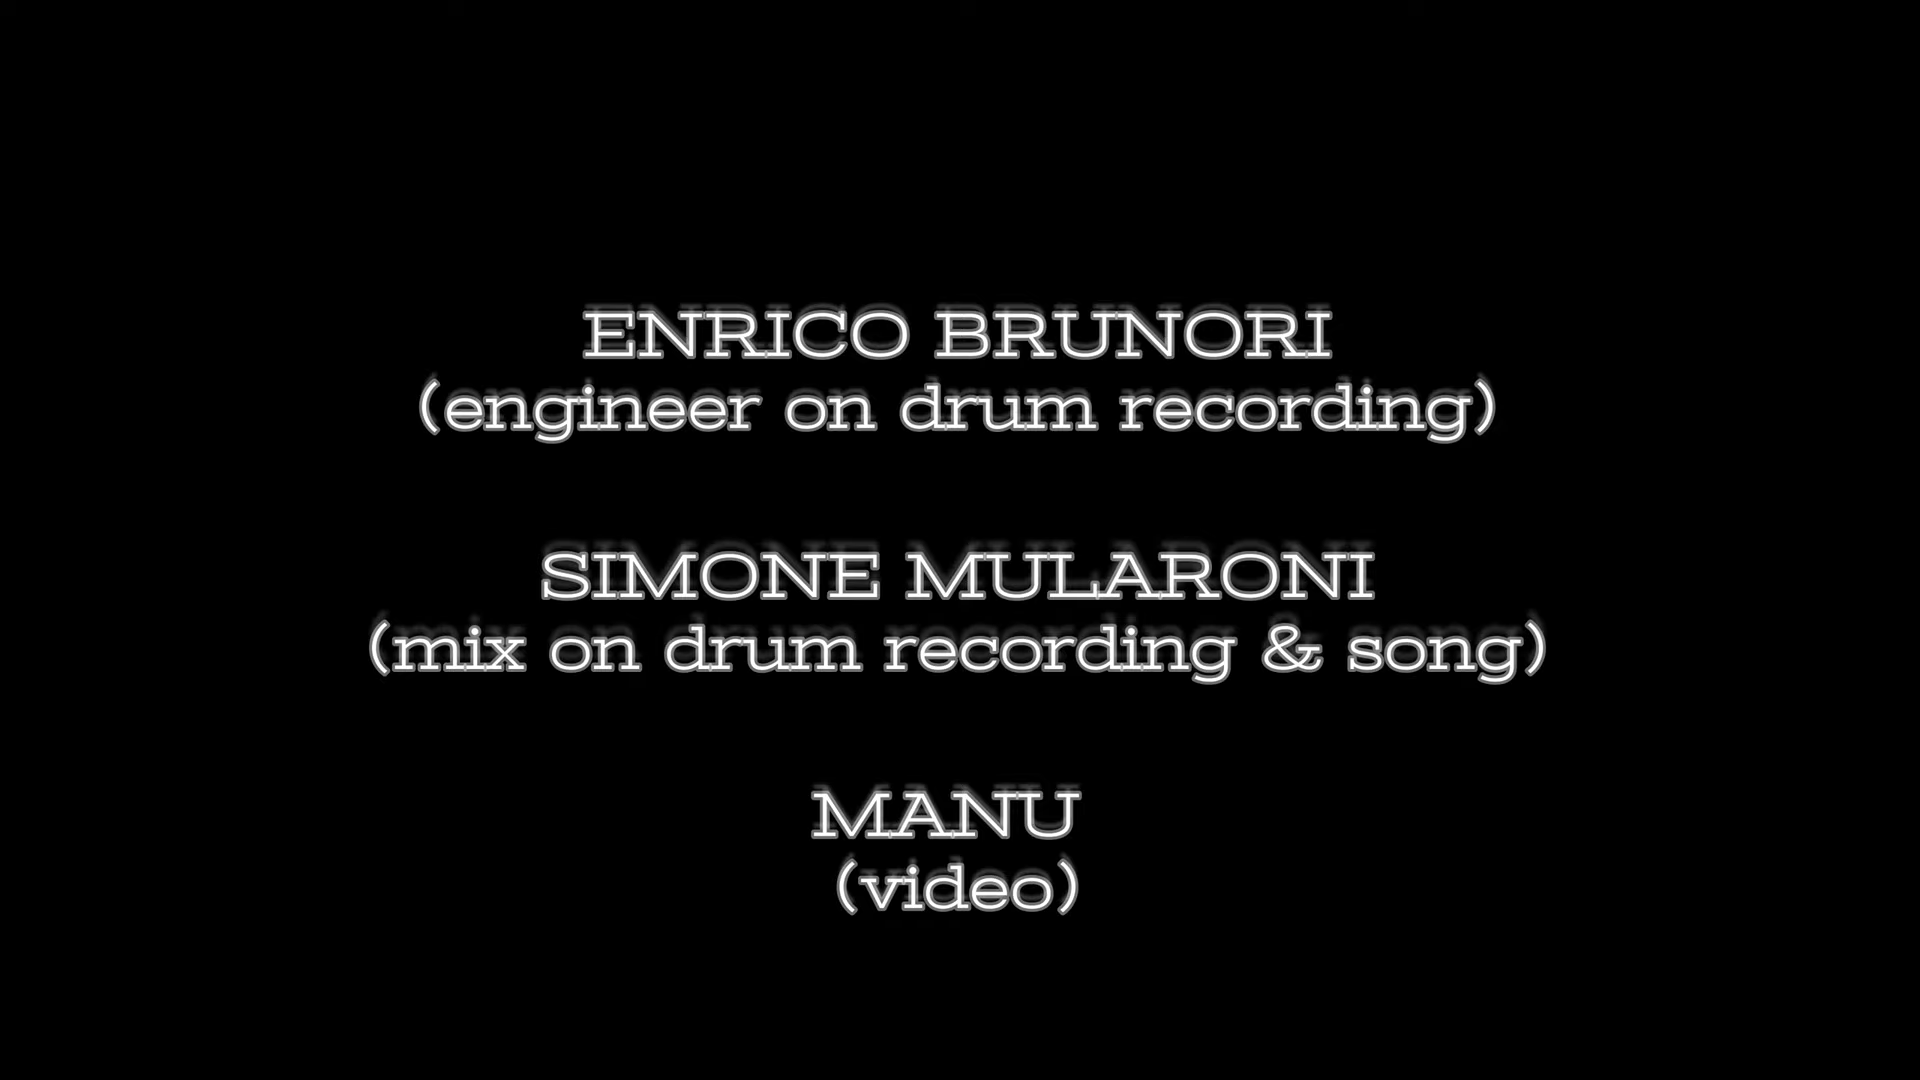 ENRICO BRUNORI
(engineer on drum recording)
SIMONE MULARONI
(mix on drum recording & song)
MANU
(video)